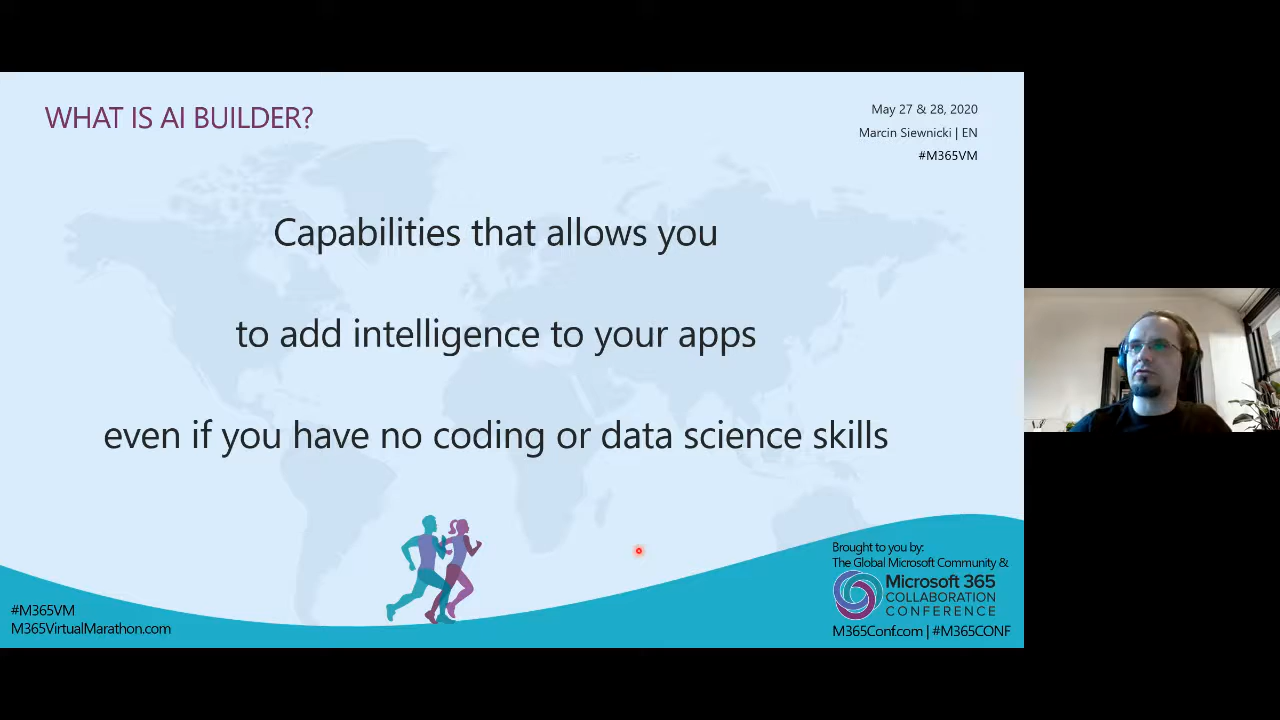 WHAT IS AI BUILDER?
May 27 & 28, 2020
Marcin Siewnicki | EN
#M365VM
Capabilities that allows you
to add intelligence to your apps
even if you have no coding or data science skills
#M365VM
M365VirtualMarathon.com
Brought to you by:
The Global Microsoft Community &
Microsoft 365
COLLABORATION
CONFERENCE
M365Conf.com | #M365CONF